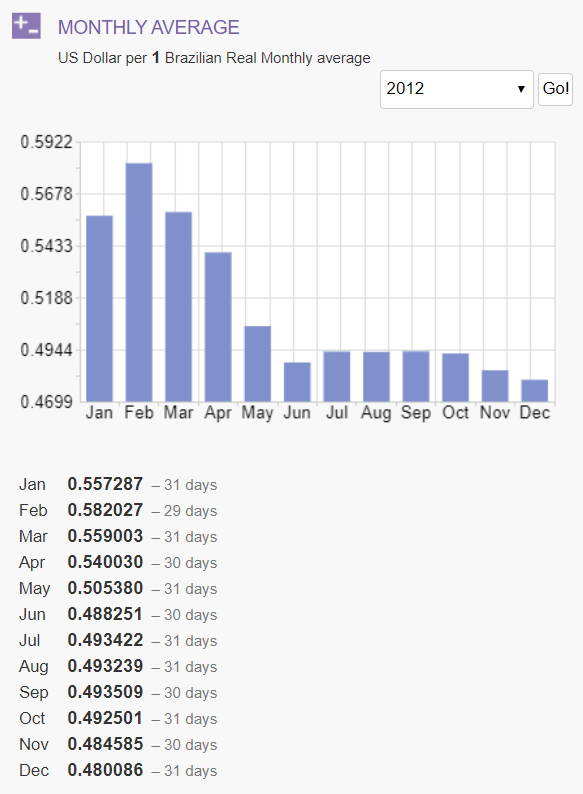 MONTHLY AVERAGE
US Dollar per 1 Brazilian Real Monthly average
2012 ▼ Go!
0.5922
0.5678
0.5433
0.5188
0.4944
0.4699
Jan Feb Mar Apr May Jun Jul Aug Sep Oct Nov Dec
Jan 0.557287 – 31 days
Feb 0.582027 – 29 days
Mar 0.559003 – 31 days
Apr 0.540030 – 30 days
May 0.505380 – 31 days
Jun 0.488251 – 30 days
Jul 0.493422 – 31 days
Aug 0.493239 – 31 days
Sep 0.493509 – 30 days
Oct 0.492501 – 31 days
Nov 0.484585 – 30 days
Dec 0.480086 – 31 days